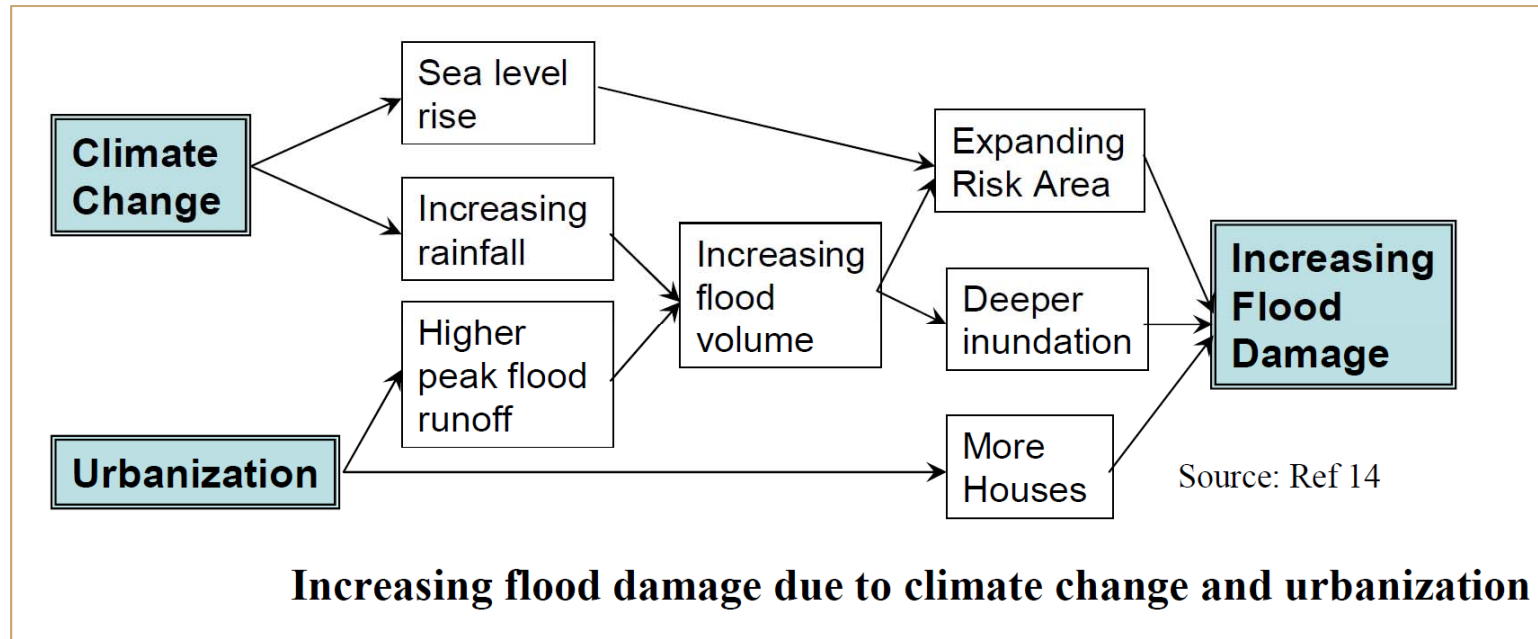 Sea level
rise
Climate
Change
Expanding
Risk Area
Increasing
rainfall
Increasing
flood
volume
Increasing
Flood
Damage
Deeper
inundation
Higher
peak flood
runoff
Urbanization
More
Houses
Source: Ref 14
Increasing flood damage due to climate change and urbanization